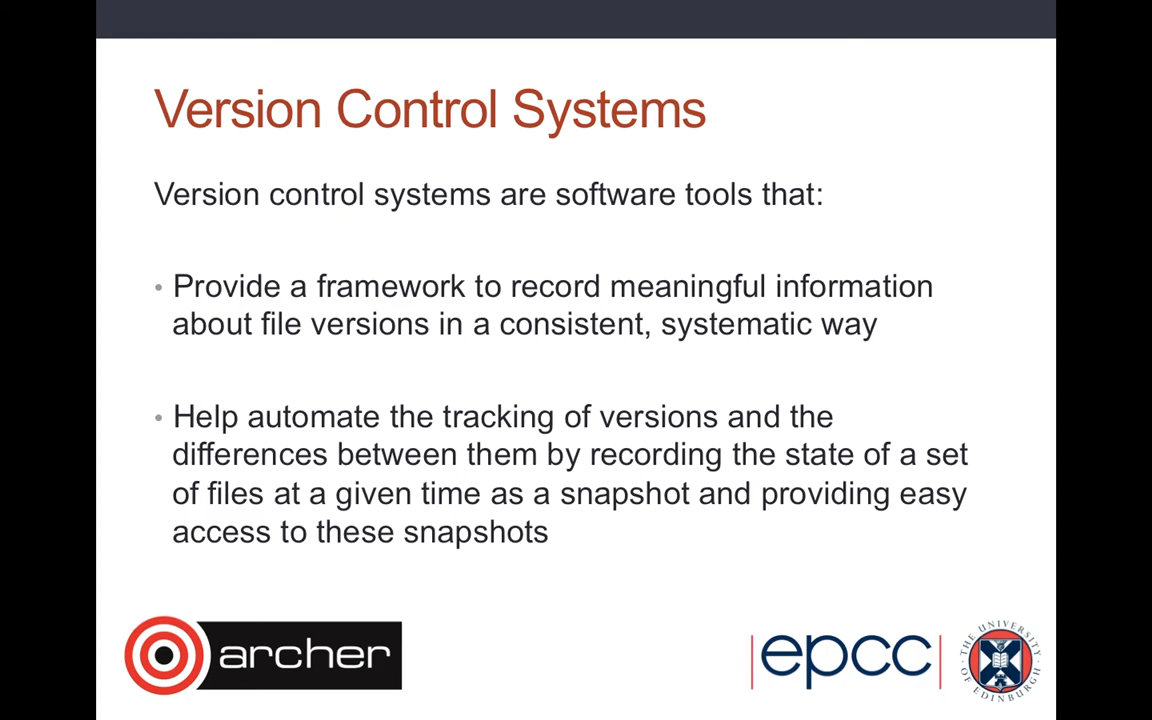 Version Control Systems
Version control systems are software tools that:
• Provide a framework to record meaningful information
about file versions in a consistent, systematic way
• Help automate the tracking of versions and the
differences between them by recording the state of a set
of files at a given time as a snapshot and providing easy
access to these snapshots
archer
epcc
THE UNIVERSITY
OF EDINBURGH